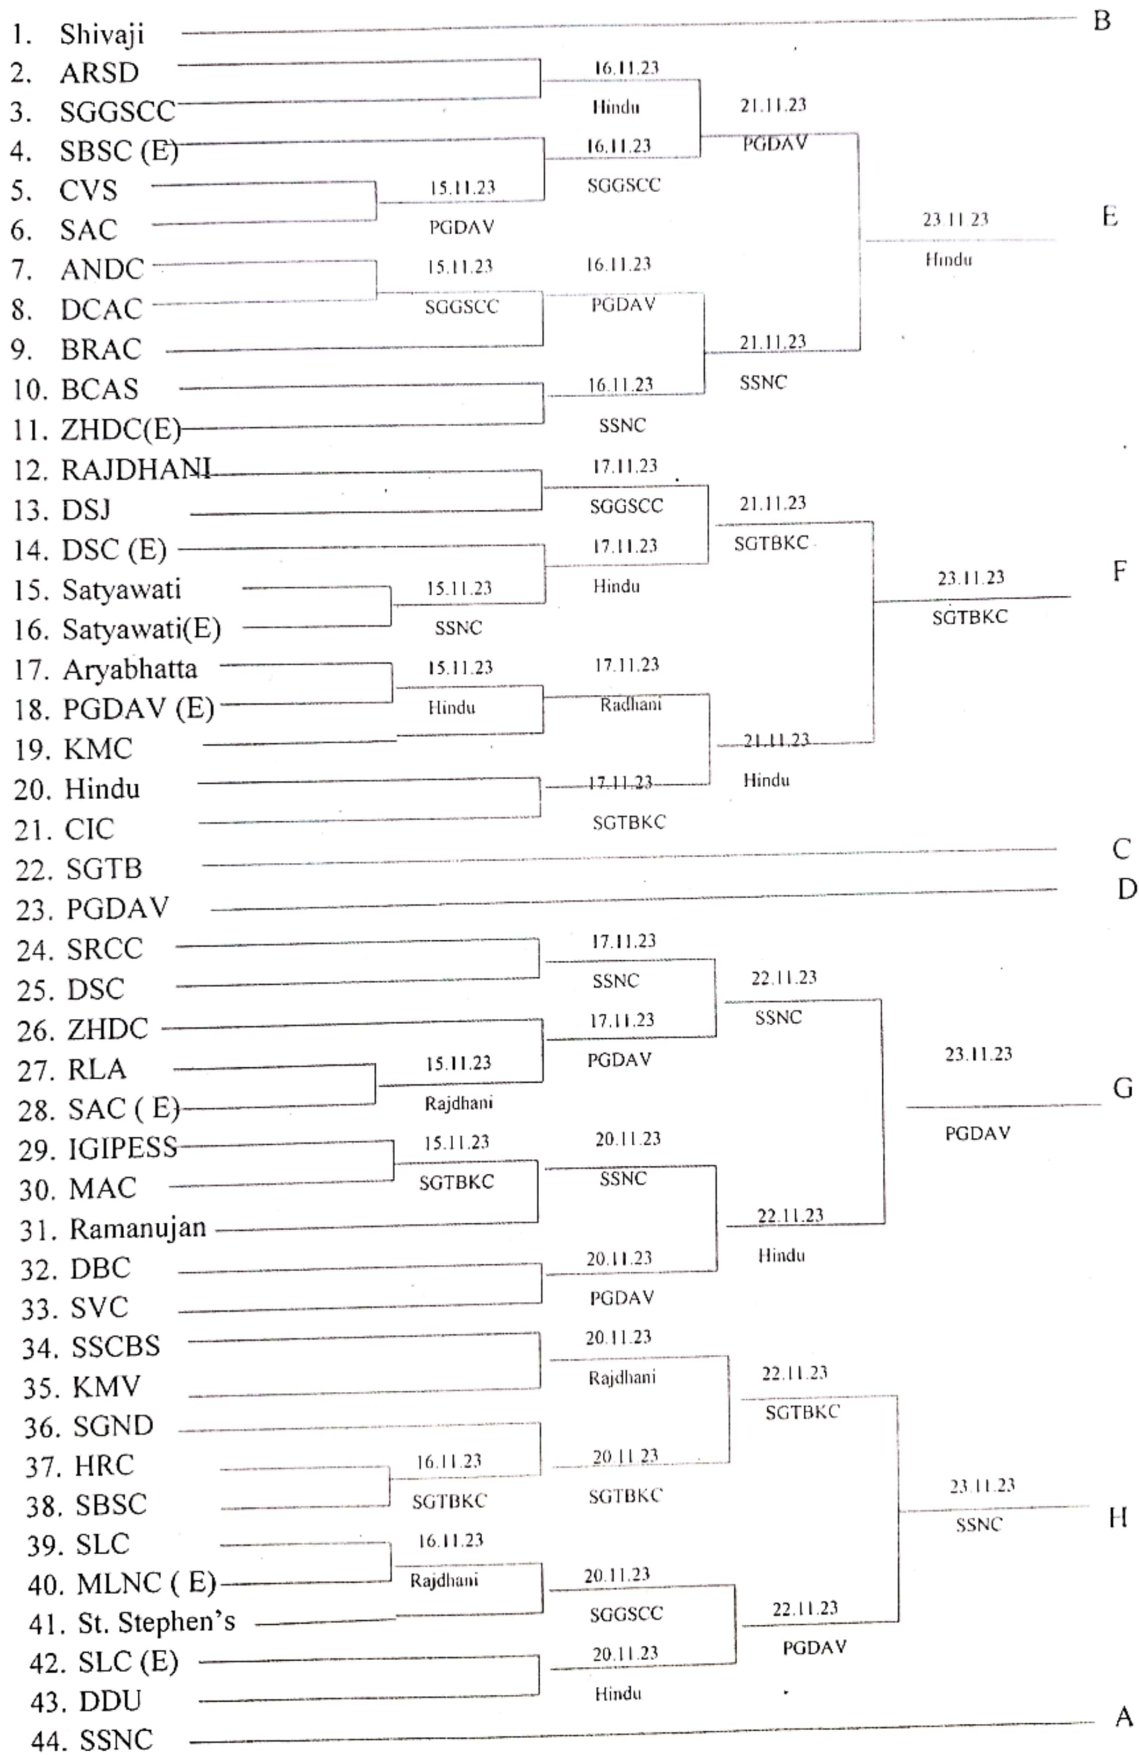 1. Shivaji B
2. ARSD 16.11.23
3. SGGSCC Hindu 21.11.23
4. SBSC (E) 16.11.23 PGDAV
5. CVS 15.11.23 SGGSCC
6. SAC PGDAV 23.11.23 E
7. ANDC 15.11.23 16.11.23 Hindu
8. DCAC SGGSCC PGDAV
9. BRAC 21.11.23
10. BCAS 16.11.23 SSNC
11. ZHDC(E) SSNC
12. RAJDHANI 17.11.23
13. DSJ SGGSCC 21.11.23
14. DSC (E) 17.11.23 SGTBKC
15. Satyawati 15.11.23 Hindu 23.11.23 F
16. Satyawati(E) SSNC SGTBKC
17. Aryabhatta 15.11.23 17.11.23
18. PGDAV (E) Hindu Radhani
19. KMC 21.11.23
20. Hindu 17.11.23 Hindu
21. CIC SGTBKC
22. SGTB C
23. PGDAV D
24. SRCC 17.11.23
25. DSC SSNC 22.11.23
26. ZHDC 17.11.23 SSNC
27. RLA 15.11.23 PGDAV 23.11.23
28. SAC ( E) Rajdhani G
29. IGIPESS 15.11.23 20.11.23 PGDAV
30. MAC SGTBKC SSNC
31. Ramanujan 22.11.23
32. DBC 20.11.23 Hindu
33. SVC PGDAV
34. SSCBS 20.11.23
35. KMV Rajdhani 22.11.23
36. SGND SGTBKC
37. HRC 16.11.23 20 11 23
38. SBSC SGTBKC SGTBKC 23.11.23
39. SLC 16.11.23 SSNC H
40. MLNC ( E) Rajdhani 20.11.23
41. St. Stephen's SGGSCC 22.11.23
42. SLC (E) 20.11.23 PGDAV
43. DDU Hindu
44. SSNC A